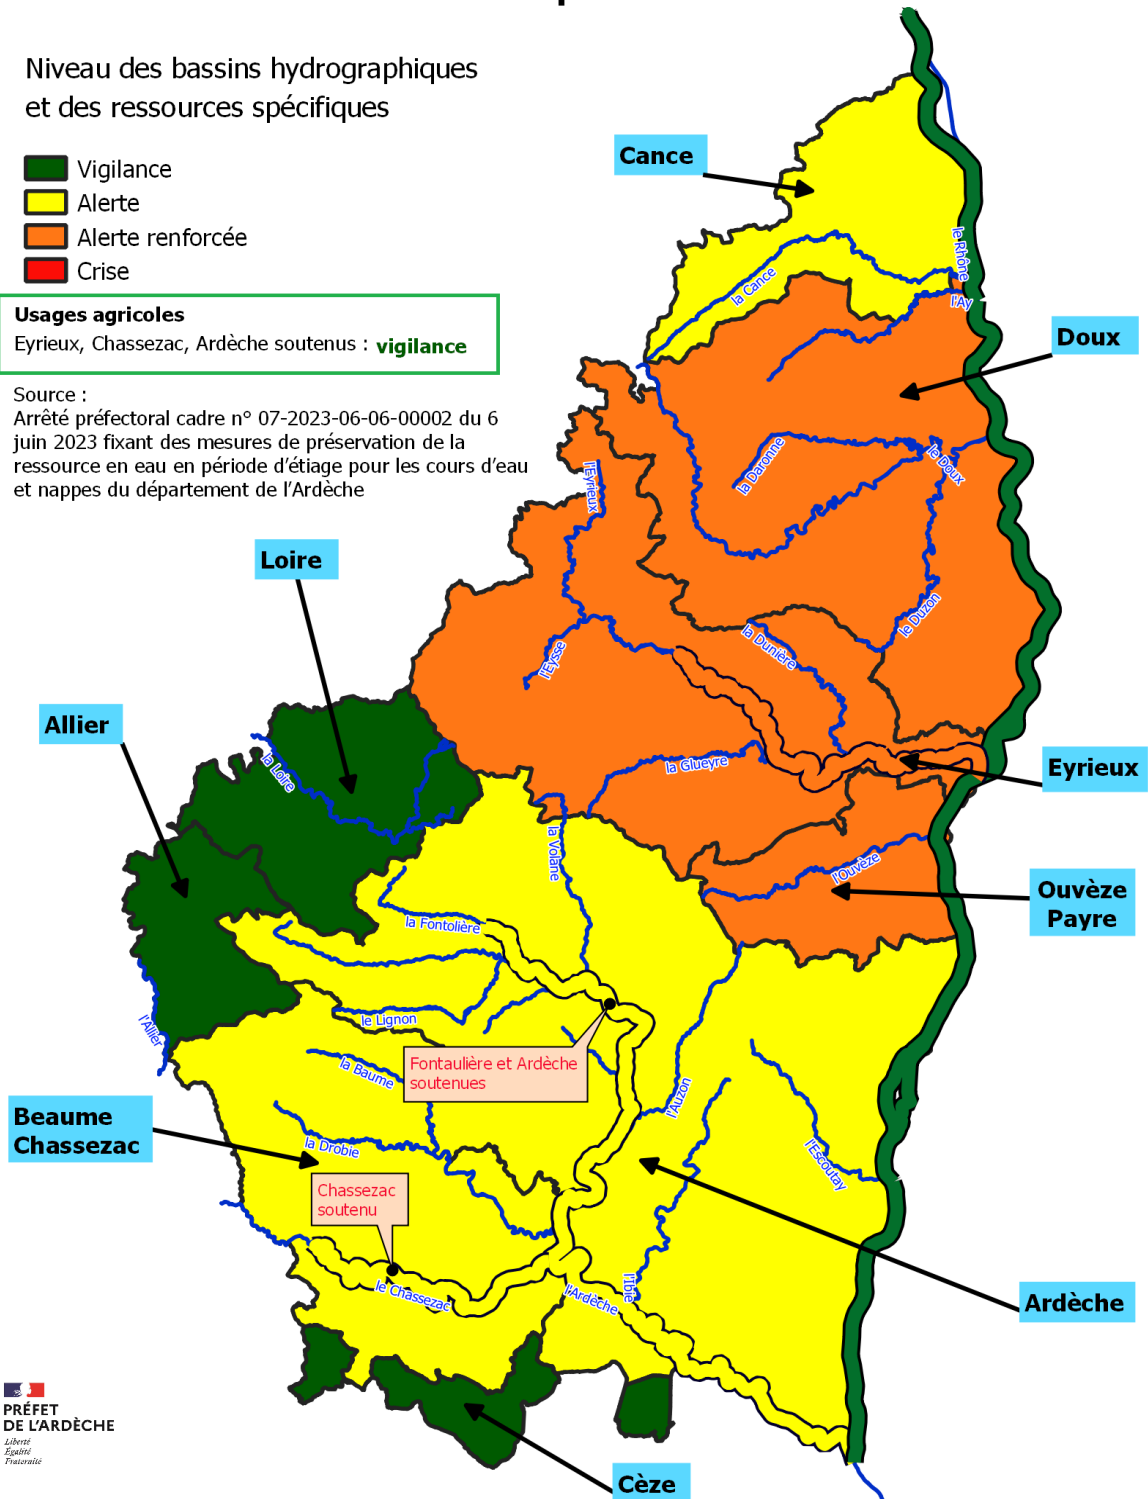 Niveau des bassins hydrographiques
et des ressources spécifiques
Vigilance
Alerte
Alerte renforcée
Crise
Usages agricoles
Eyrieux, Chassezac, Ardèche soutenus : vigilance
Source :
Arrêté préfectoral cadre n° 07-2023-06-06-00002 du 6
juin 2023 fixant des mesures de préservation de la
ressource en eau en période d'étiage pour les cours d'eau
et nappes du département de l'Ardèche
Cance
le Rhône
la Cance
l'Ay
Doux
la Daronne
le Doux
l'Eyrieux
Loire
le Duzon
la Dunière
l'Eysse
Allier
la Loire
la Glueyre
Eyrieux
la Volane
l'Ouvèze
Ouvèze
Payre
la Fontolière
l'Allier
le Lignon
Fontaulière et Ardèche
soutenues
la Baume
l'Auzon
Beaume
Chassezac
la Drobie
l'Escoutay
Chassezac
soutenu
le Chassezac
l'Ardèche
l'Ibie
Ardèche
Cèze
PRÉFET
DE L'ARDÈCHE
Liberté
Égalité
Fraternité